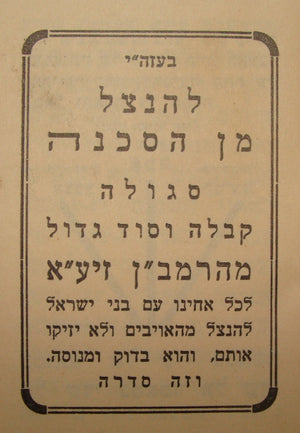 בעזה״י
להנצל
מן הסכנה
סגולה
קבלה וסוד גדול
מהרמב״ן זיע״א
לכל אחינו עם בני ישראל
להנצל מהאויבים ולא יזיקו
אותם, והוא בדוק ומנוסה.
וזה סדרה